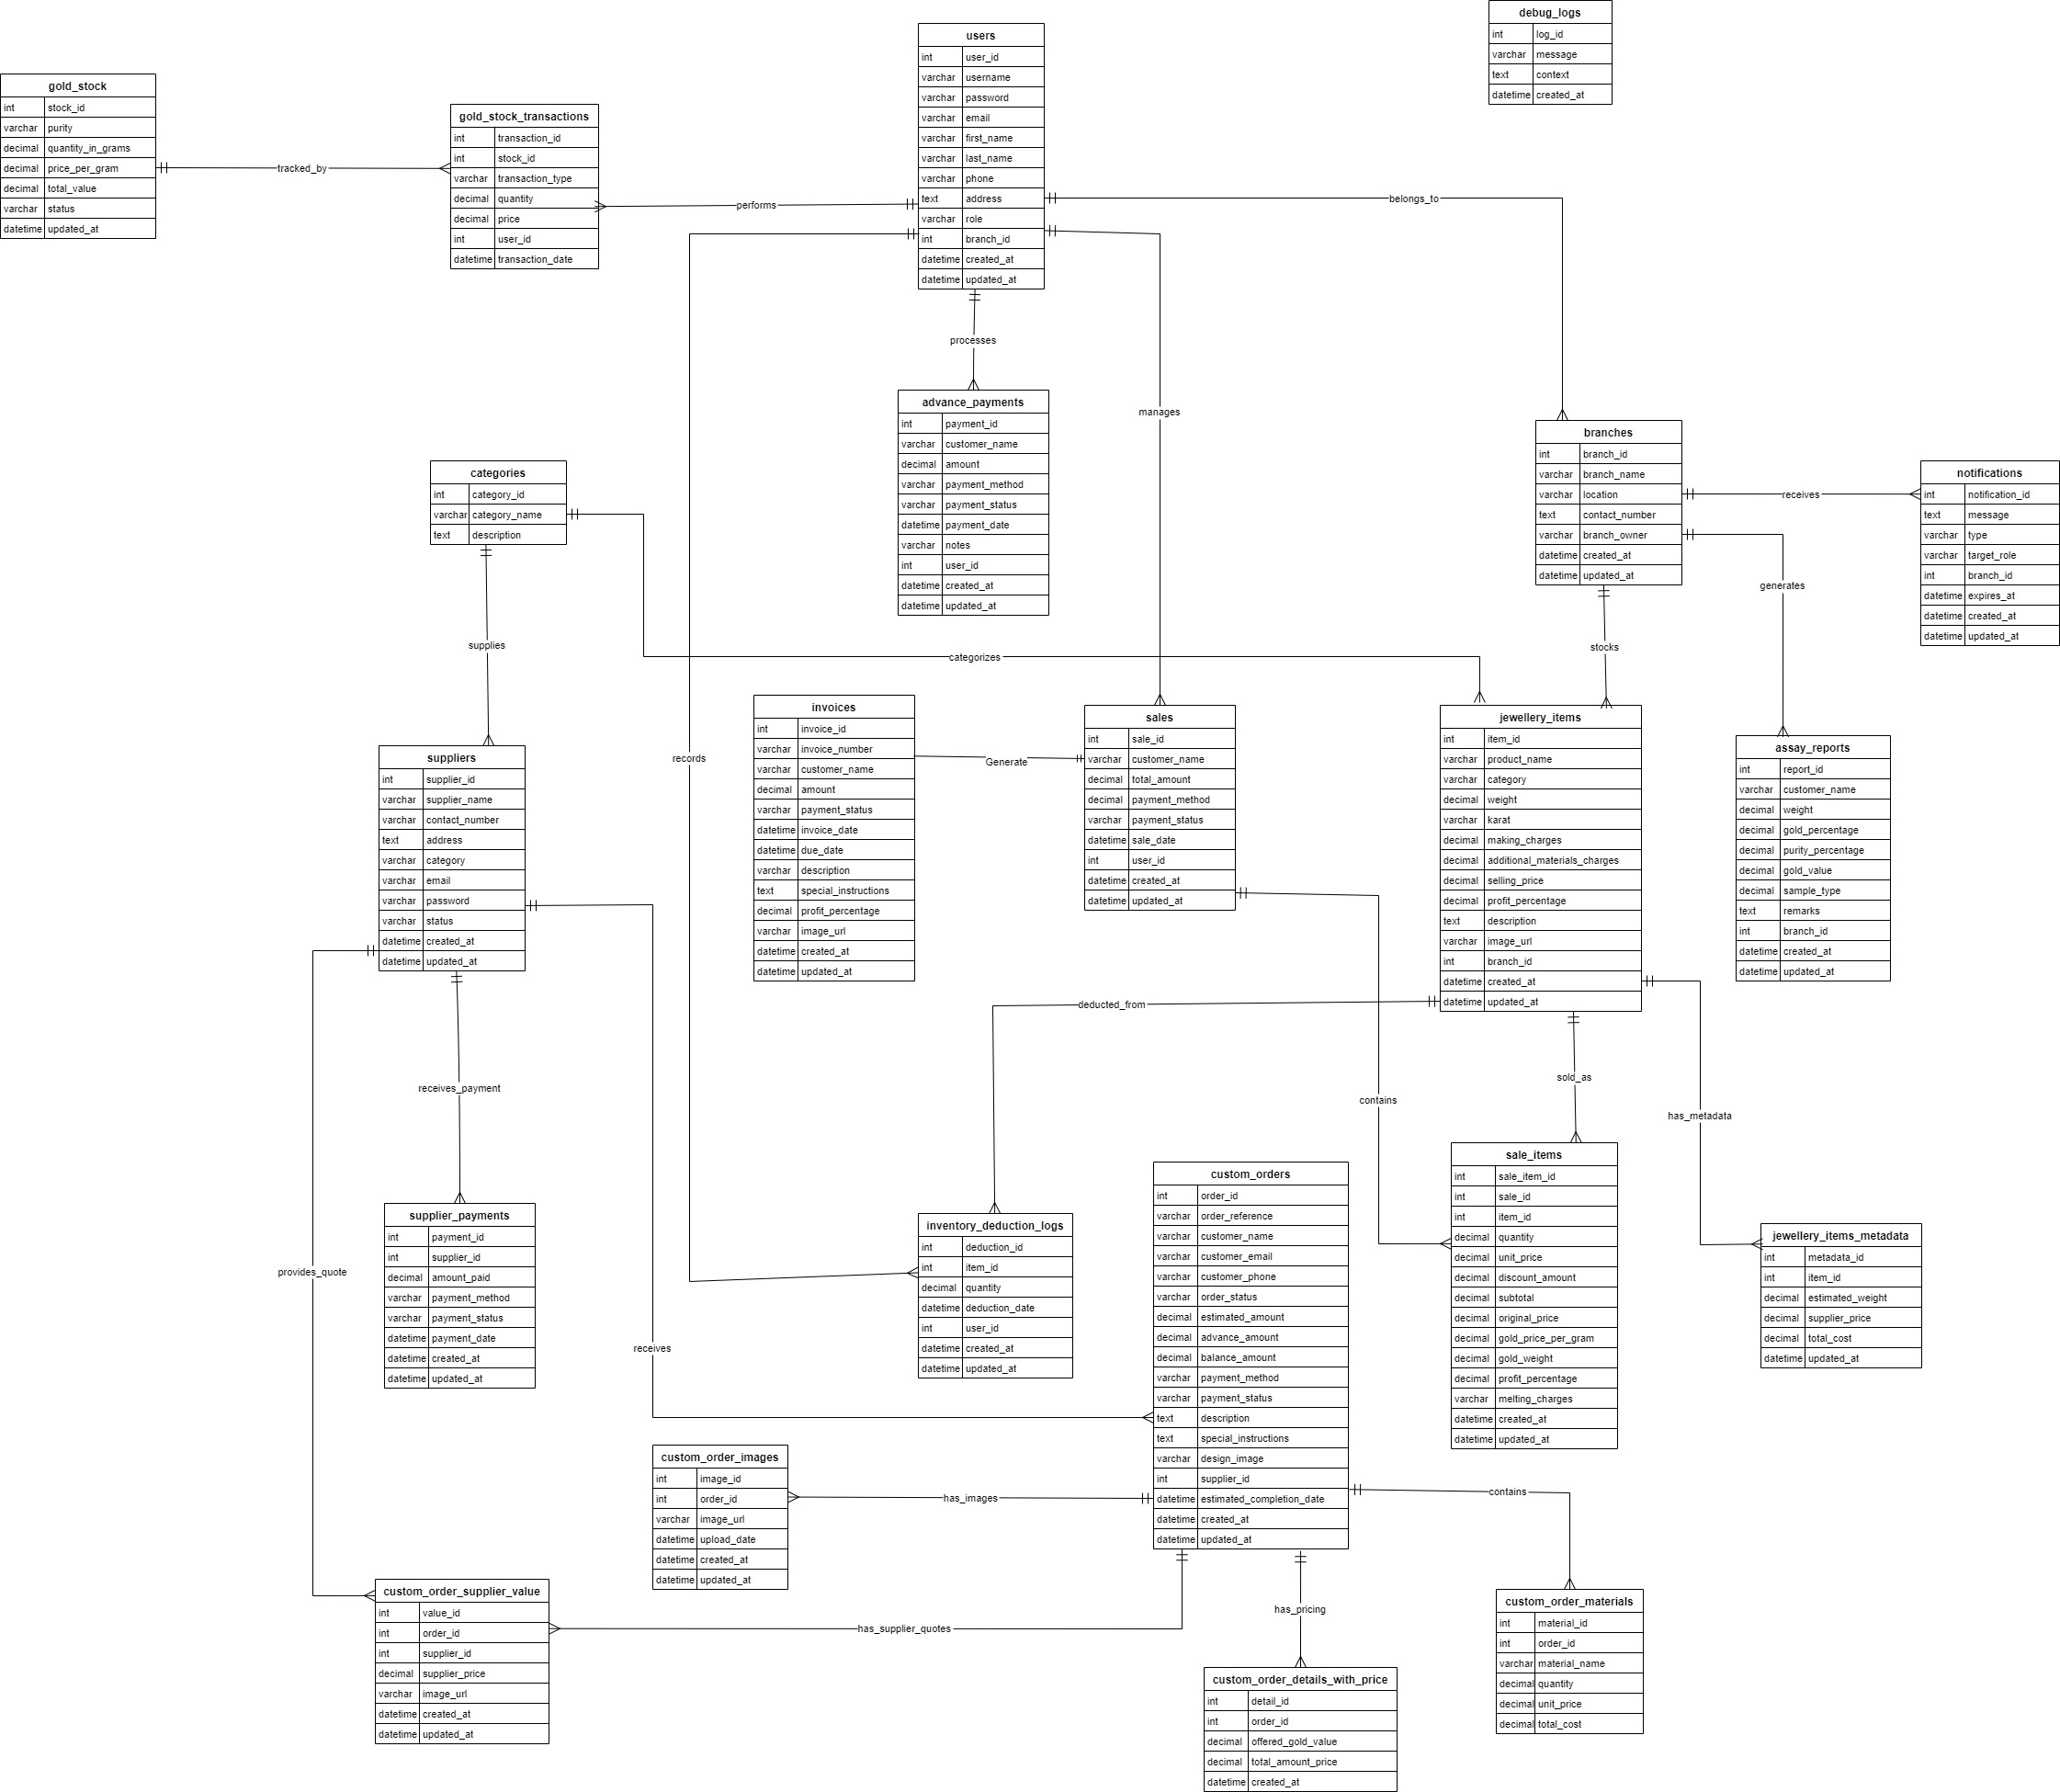 debug_logs
int log_id
varchar message
text context
datetime created_at
users
int user_id
varchar username
varchar password
varchar email
varchar first_name
varchar last_name
varchar phone
text address
varchar role
int branch_id
datetime created_at
datetime updated_at
gold_stock
int stock_id
varchar purity
decimal quantity_in_grams
decimal price_per_gram
decimal total_value
varchar status
datetime updated_at
tracked_by
gold_stock_transactions
int transaction_id
int stock_id
varchar transaction_type
decimal quantity
decimal price
int user_id
datetime transaction_date
performs
belongs_to
processes
manages
advance_payments
int payment_id
varchar customer_name
decimal amount
varchar payment_method
varchar payment_status
datetime payment_date
varchar notes
int user_id
datetime created_at
datetime updated_at
branches
int branch_id
varchar branch_name
varchar location
text contact_number
varchar branch_owner
datetime created_at
datetime updated_at
receives
notifications
int notification_id
text message
varchar type
varchar target_role
int branch_id
datetime expires_at
datetime created_at
datetime updated_at
generates
categories
int category_id
varchar category_name
text description
supplies
categorizes
stocks
records
invoices
int invoice_id
varchar invoice_number
varchar customer_name
decimal amount
varchar payment_status
datetime invoice_date
datetime due_date
varchar description
text special_instructions
decimal profit_percentage
varchar image_url
datetime created_at
datetime updated_at
Generate
sales
int sale_id
varchar customer_name
decimal total_amount
decimal payment_method
varchar payment_status
datetime sale_date
int user_id
datetime created_at
datetime updated_at
jewellery_items
int item_id
varchar product_name
varchar category
decimal weight
varchar karat
decimal making_charges
decimal additional_materials_charges
decimal selling_price
decimal profit_percentage
text description
varchar image_url
int branch_id
datetime created_at
datetime updated_at
assay_reports
int report_id
varchar customer_name
decimal weight
decimal gold_percentage
decimal purity_percentage
decimal gold_value
decimal sample_type
text remarks
int branch_id
datetime created_at
datetime updated_at
suppliers
int supplier_id
varchar supplier_name
varchar contact_number
text address
varchar category
varchar email
varchar password
varchar status
datetime created_at
datetime updated_at
deducted_from
receives_payment
contains
sold_as
has_metadata
supplier_payments
int payment_id
int supplier_id
decimal amount_paid
varchar payment_method
varchar payment_status
datetime payment_date
datetime created_at
datetime updated_at
provides_quote
receives
inventory_deduction_logs
int deduction_id
int item_id
decimal quantity
datetime deduction_date
int user_id
datetime created_at
datetime updated_at
custom_orders
int order_id
varchar order_reference
varchar customer_name
varchar customer_email
varchar customer_phone
varchar order_status
decimal estimated_amount
decimal advance_amount
decimal balance_amount
varchar payment_method
varchar payment_status
text description
text special_instructions
varchar design_image
int supplier_id
datetime estimated_completion_date
datetime created_at
datetime updated_at
sale_items
int sale_item_id
int sale_id
int item_id
decimal quantity
decimal unit_price
decimal discount_amount
decimal subtotal
decimal original_price
decimal gold_price_per_gram
decimal gold_weight
decimal profit_percentage
varchar melting_charges
datetime created_at
datetime updated_at
jewellery_items_metadata
int metadata_id
int item_id
decimal estimated_weight
decimal supplier_price
decimal total_cost
datetime updated_at
custom_order_images
int image_id
int order_id
varchar image_url
datetime upload_date
datetime created_at
datetime updated_at
has_images
contains
custom_order_supplier_value
int value_id
int order_id
int supplier_id
decimal supplier_price
varchar image_url
datetime created_at
datetime updated_at
has_supplier_quotes
has_pricing
custom_order_materials
int material_id
int order_id
varchar material_name
decimal quantity
decimal unit_price
decimal total_cost
custom_order_details_with_price
int detail_id
int order_id
decimal offered_gold_value
decimal total_amount_price
datetime created_at